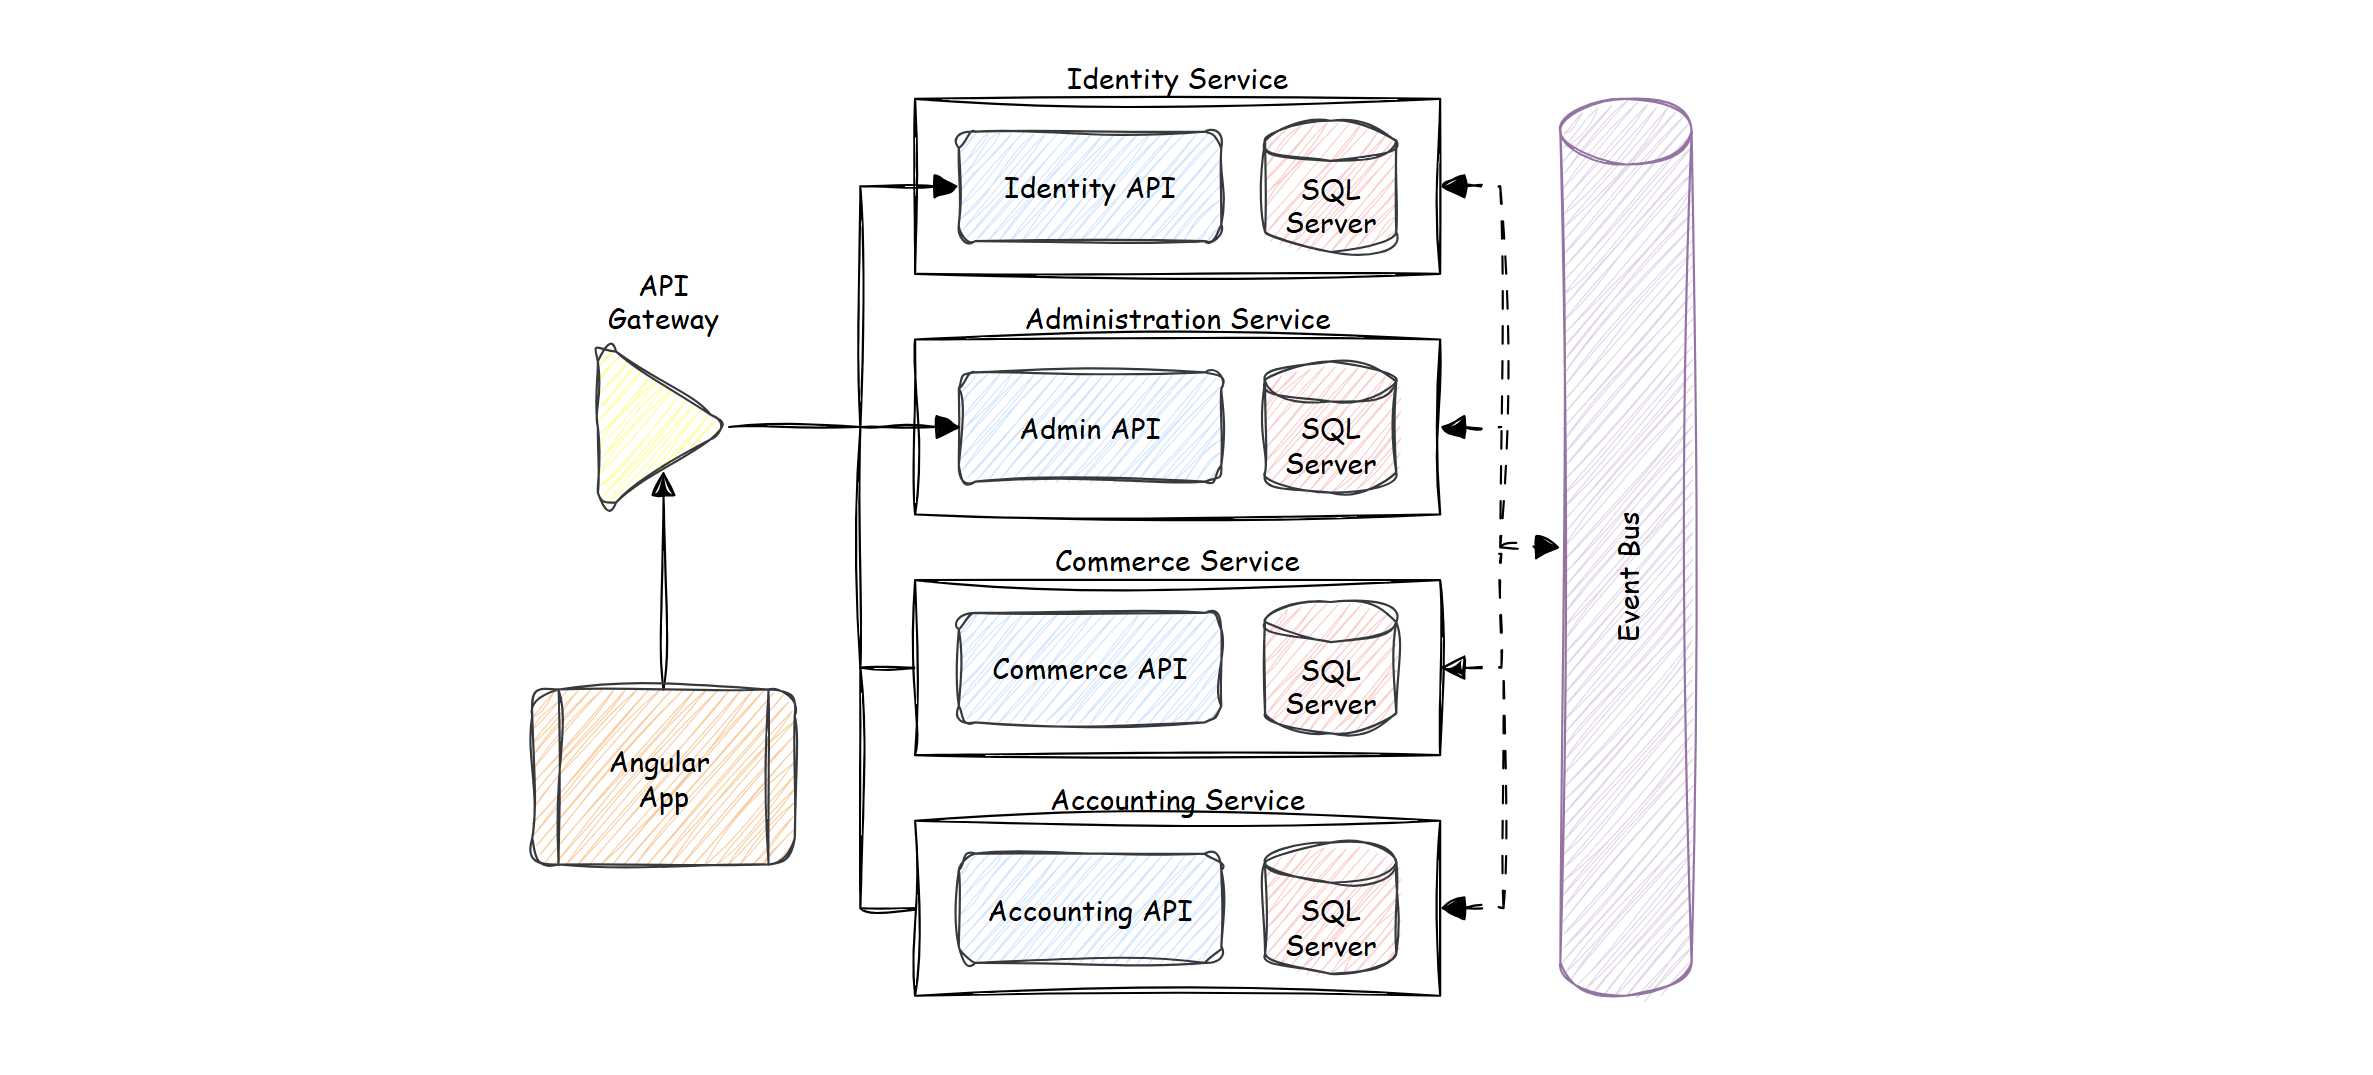 Identity Service
Identity API
SQL
Server
API
Gateway
Administration Service
Admin API
SQL
Server
Commerce Service
Commerce API
SQL
Server
Event Bus
Angular
App
Accounting Service
Accounting API
SQL
Server